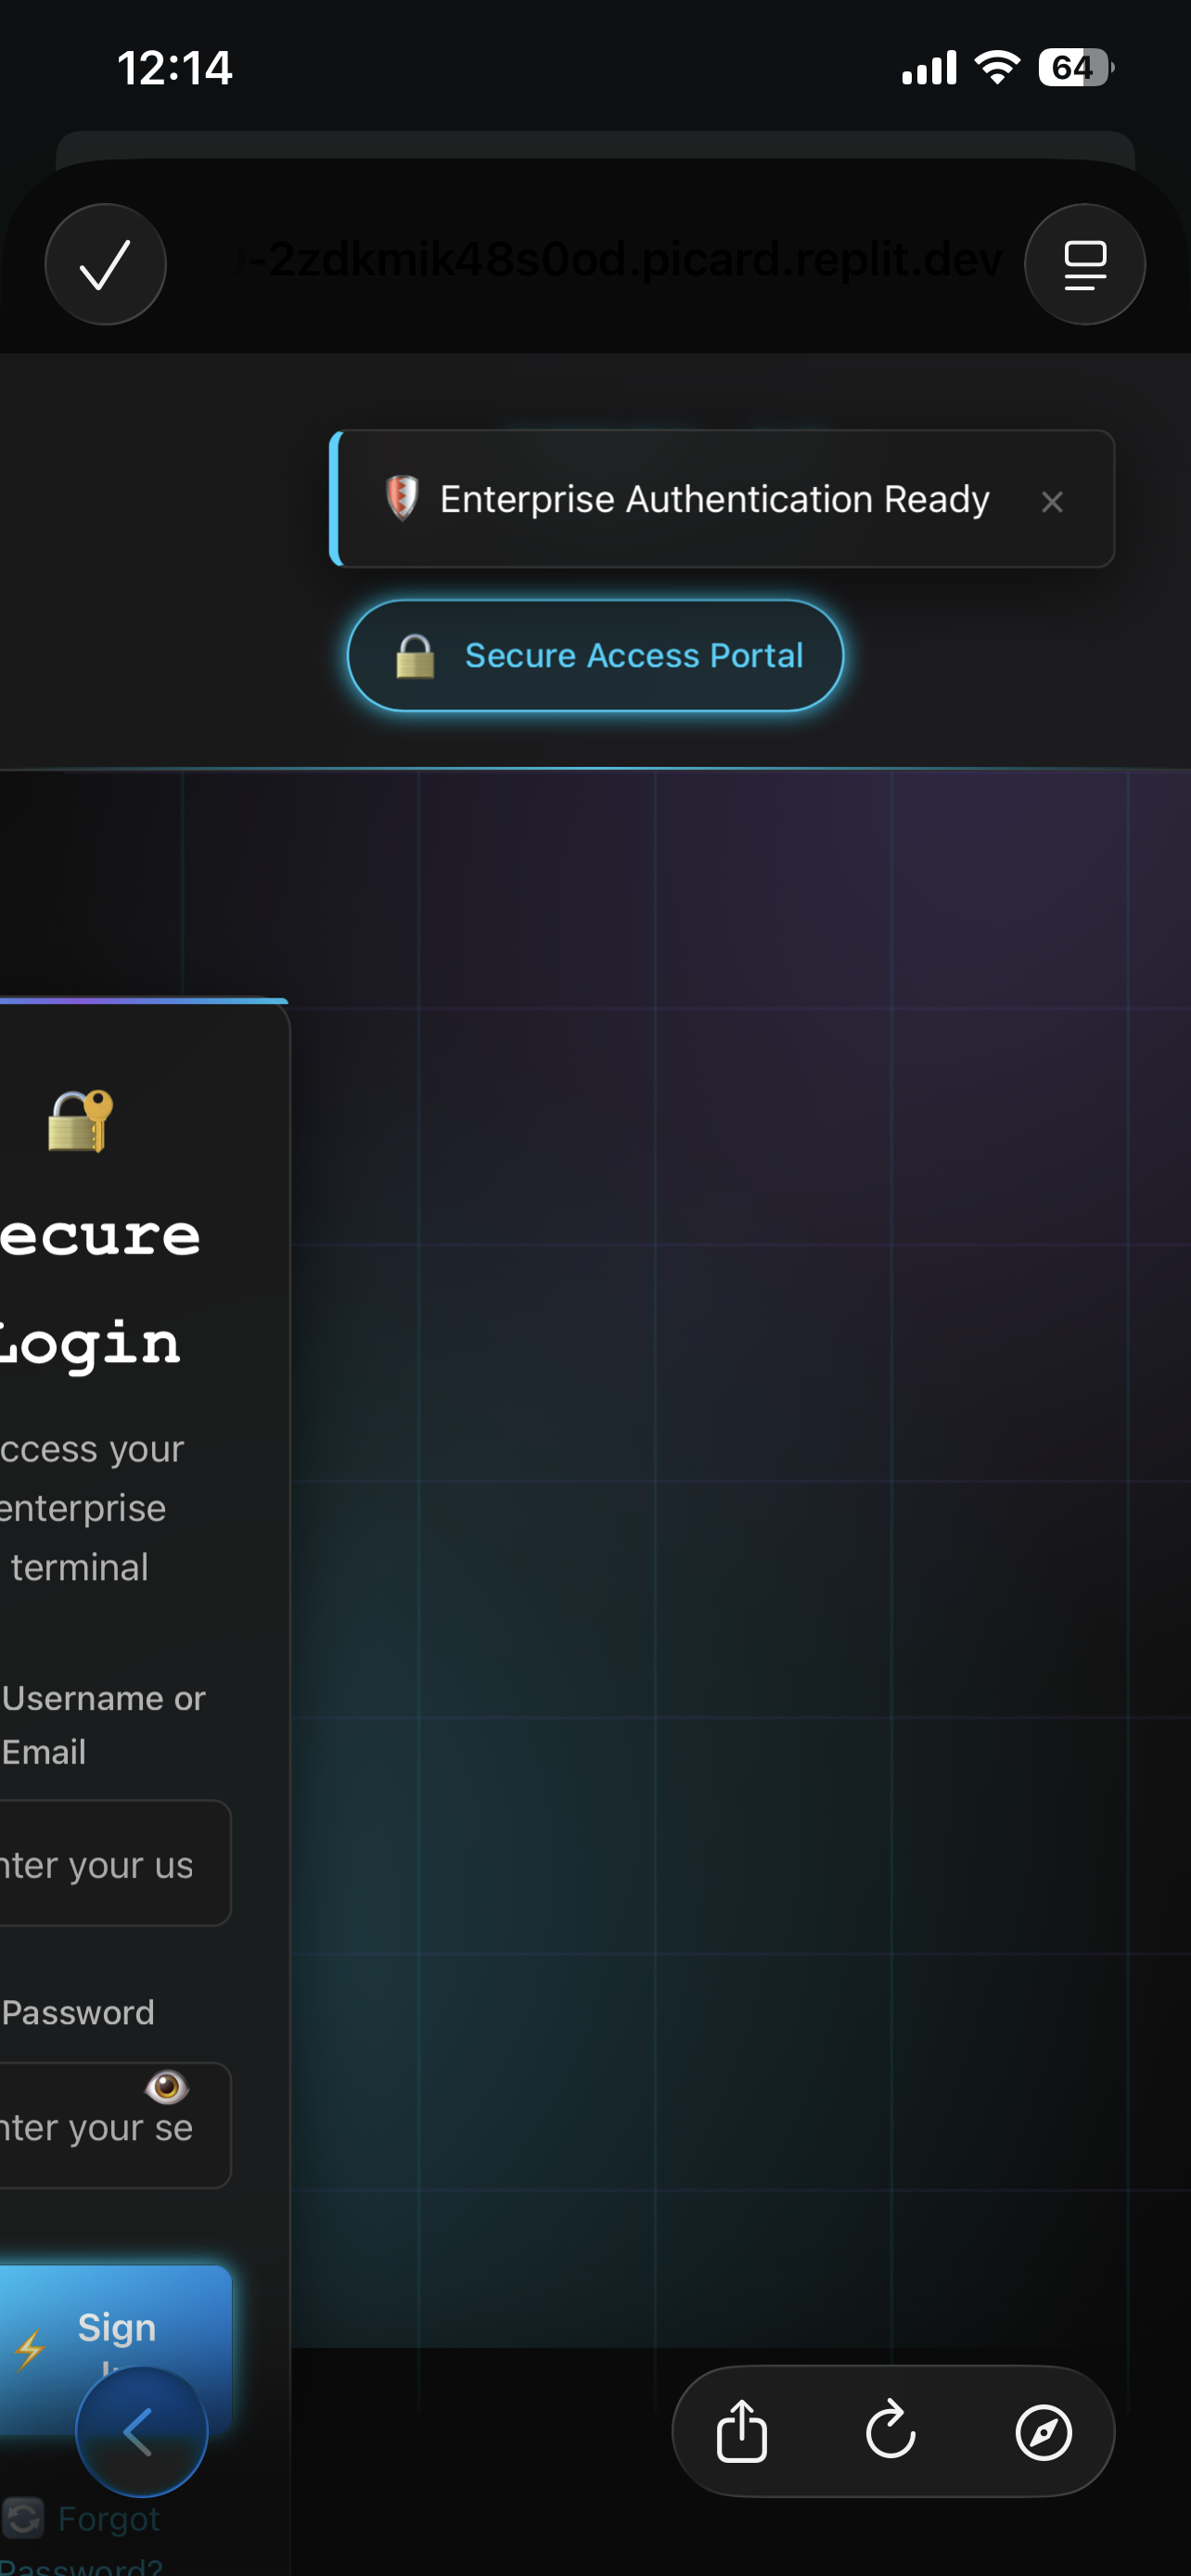 12:14
64
-2zdkmik48s0od.picard.replit.dev
Enterprise Authentication Ready
Secure Access Portal
ecure
Login
ccess your
enterprise
terminal
Username or
Email
nter your us
Password
nter your se
Sign
Forgot
Password?